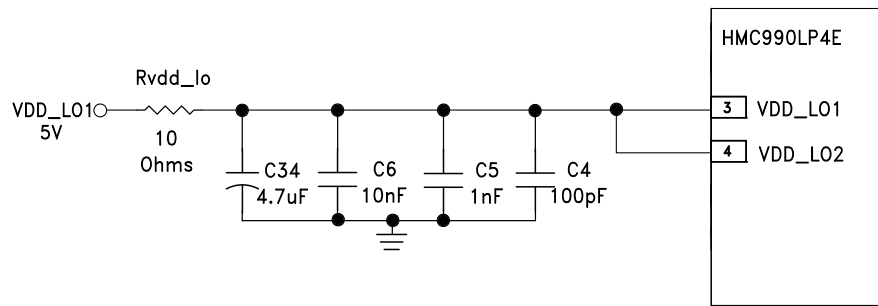 HMC990LP4E
Rvdd_lo
VDD_LO1
5V
10
Ohms
3 VDD_LO1
4 VDD_LO2
C34
4.7uF
C6
10nF
C5
1nF
C4
100pF